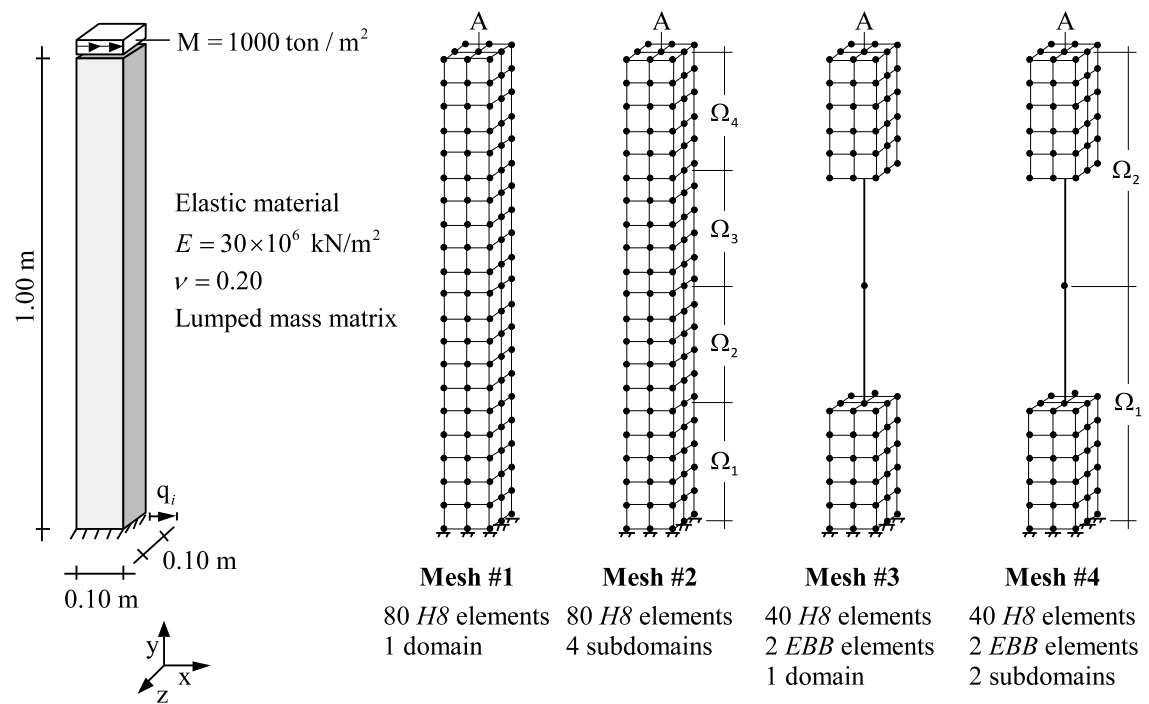 M = 1000 ton / m²
1.00 m
Elastic material
E = 30×10⁶ kN/m²
ν = 0.20
Lumped mass matrix
qᵢ
0.10 m
0.10 m
y
x
z
A
Mesh #1
80 H8 elements
1 domain
A
Ω₄
Ω₃
Ω₂
Ω₁
Mesh #2
80 H8 elements
4 subdomains
A
Mesh #3
40 H8 elements
2 EBB elements
1 domain
A
Ω₂
Ω₁
Mesh #4
40 H8 elements
2 EBB elements
2 subdomains